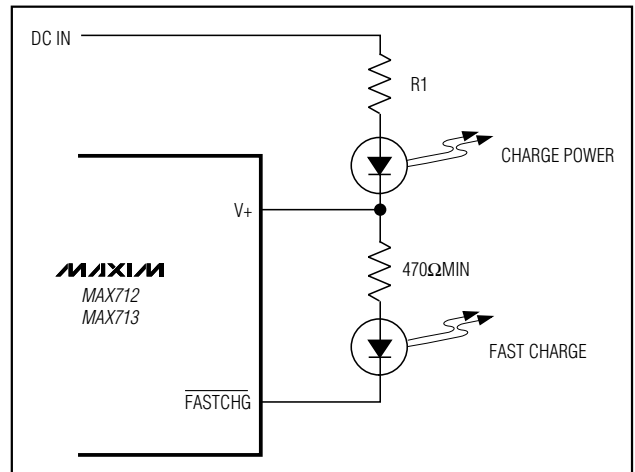 DC IN
R1
CHARGE POWER
V+
470ΩMIN
MAXIM
MAX712
MAX713
FAST CHARGE
FASTCHG